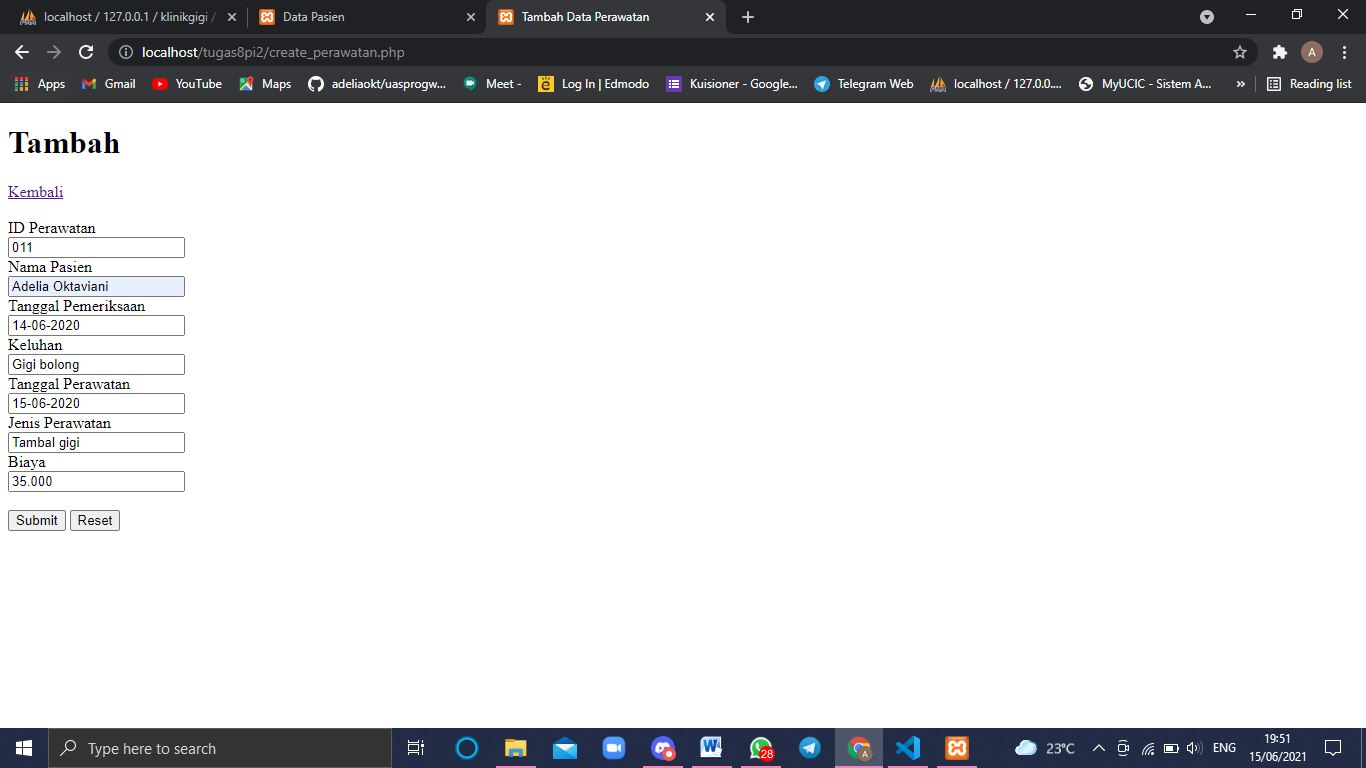 localhost / 127.0.0.1 / klinikgigi /
Data Pasien
Tambah Data Perawatan
localhost/tugas8pi2/create_perawatan.php
A
Apps
Gmail
YouTube
Maps
adeliaokt/uasprogw...
Meet -
Log In | Edmodo
Kuisioner - Google...
Telegram Web
localhost / 127.0.0....
MyUCIC - Sistem A...
»
Reading list
Tambah
Kembali
ID Perawatan
011
Nama Pasien
Adelia Oktaviani
Tanggal Pemeriksaan
14-06-2020
Keluhan
Gigi bolong
Tanggal Perawatan
15-06-2020
Jenis Perawatan
Tambal gigi
Biaya
35.000
Submit Reset
Type here to search
28
23°C
ENG
19:51
15/06/2021